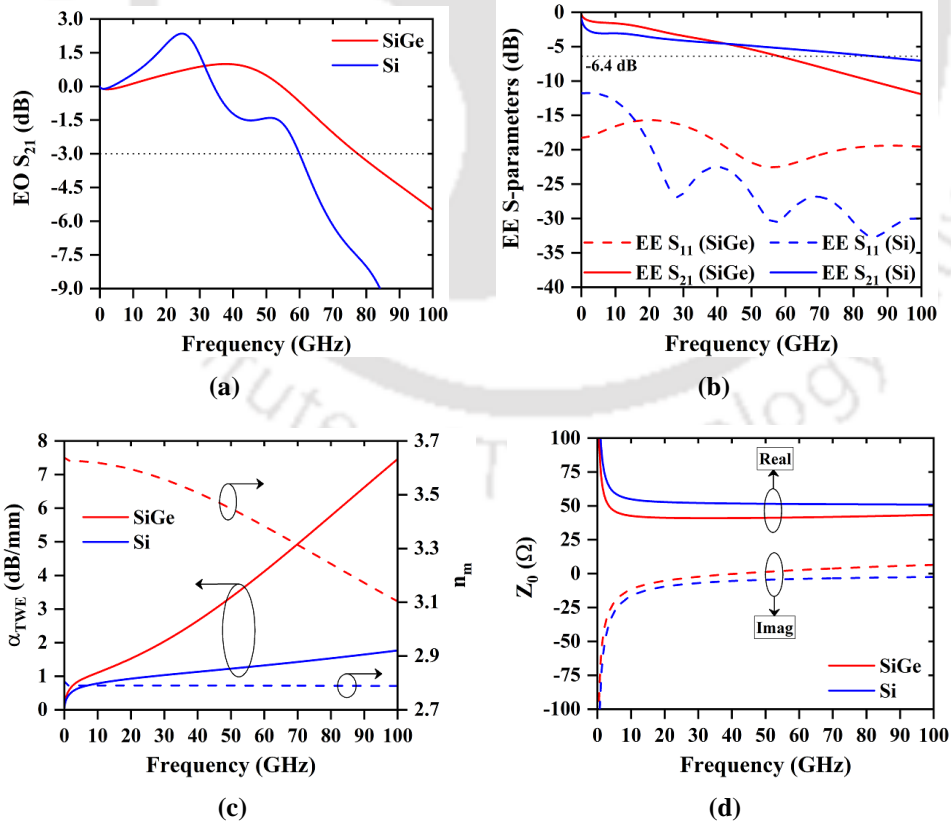 3.0
1.5
0.0
-1.5
-3.0
-4.5
-6.0
-7.5
-9.0
EO S₂₁ (dB)
SiGe
Si
0 10 20 30 40 50 60 70 80 90 100
Frequency (GHz)
(a)
0
-5
-10
-15
-20
-25
-30
-35
-40
EE S-parameters (dB)
-6.4 dB
EE S₁₁ (SiGe)
EE S₁₁ (Si)
EE S₂₁ (SiGe)
EE S₂₁ (Si)
0 10 20 30 40 50 60 70 80 90 100
Frequency (GHz)
(b)
8
7
6
5
4
3
2
1
0
α_TWE (dB/mm)
SiGe
Si
3.7
3.5
3.3
3.1
2.9
2.7
n_m
0 10 20 30 40 50 60 70 80 90 100
Frequency (GHz)
(c)
100
75
50
25
0
-25
-50
-75
-100
Z₀ (Ω)
Real
Imag
SiGe
Si
0 10 20 30 40 50 60 70 80 90 100
Frequency (GHz)
(d)